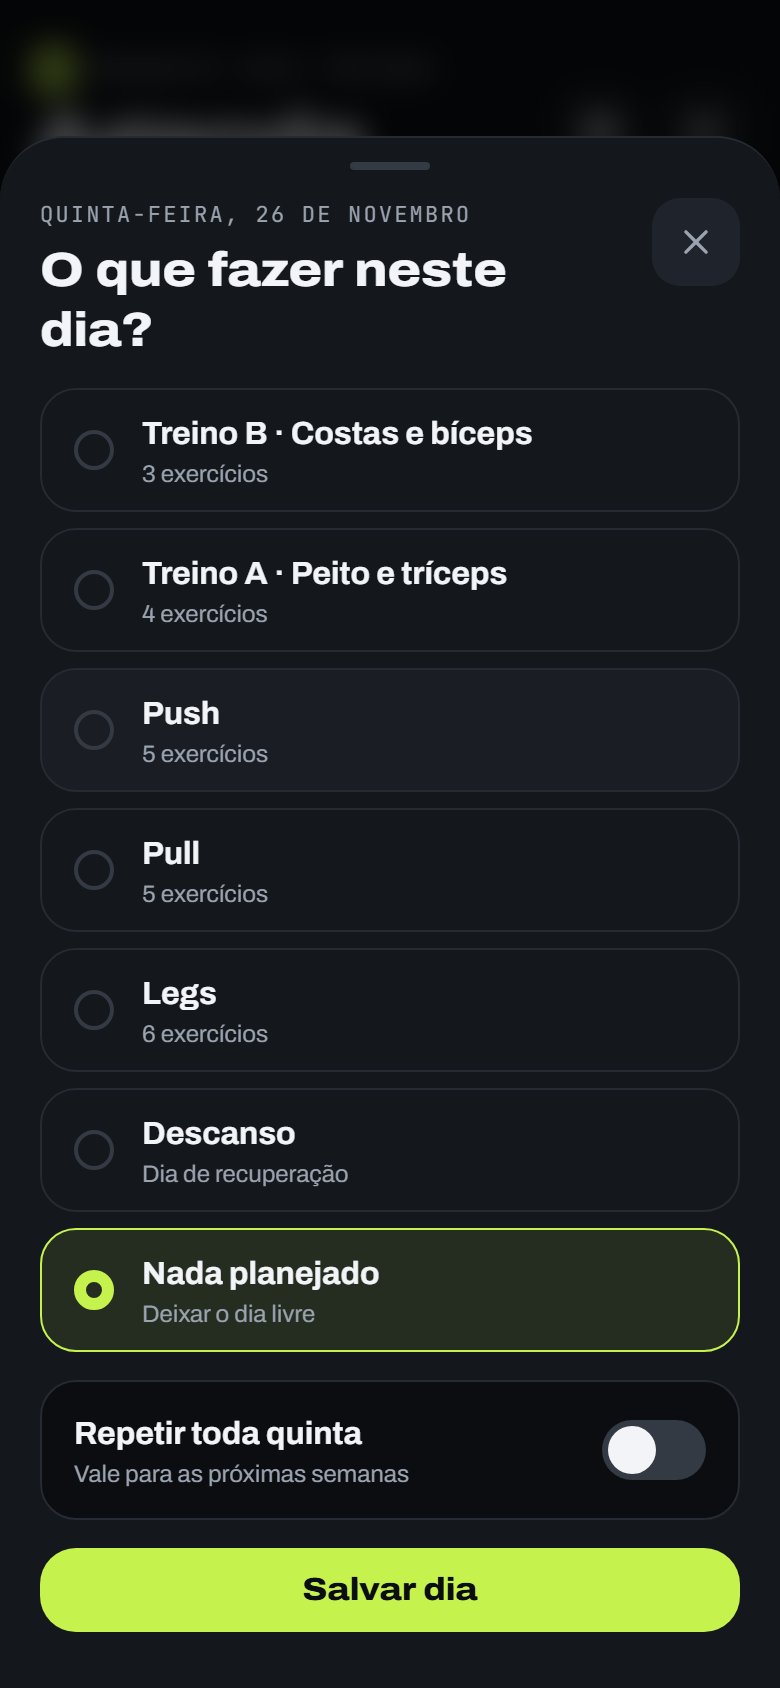 QUINTA-FEIRA, 26 DE NOVEMBRO
O que fazer neste
dia?
Treino B · Costas e bíceps
3 exercícios
Treino A · Peito e tríceps
4 exercícios
Push
5 exercícios
Pull
5 exercícios
Legs
6 exercícios
Descanso
Dia de recuperação
Nada planejado
Deixar o dia livre
Repetir toda quinta
Vale para as próximas semanas
Salvar dia